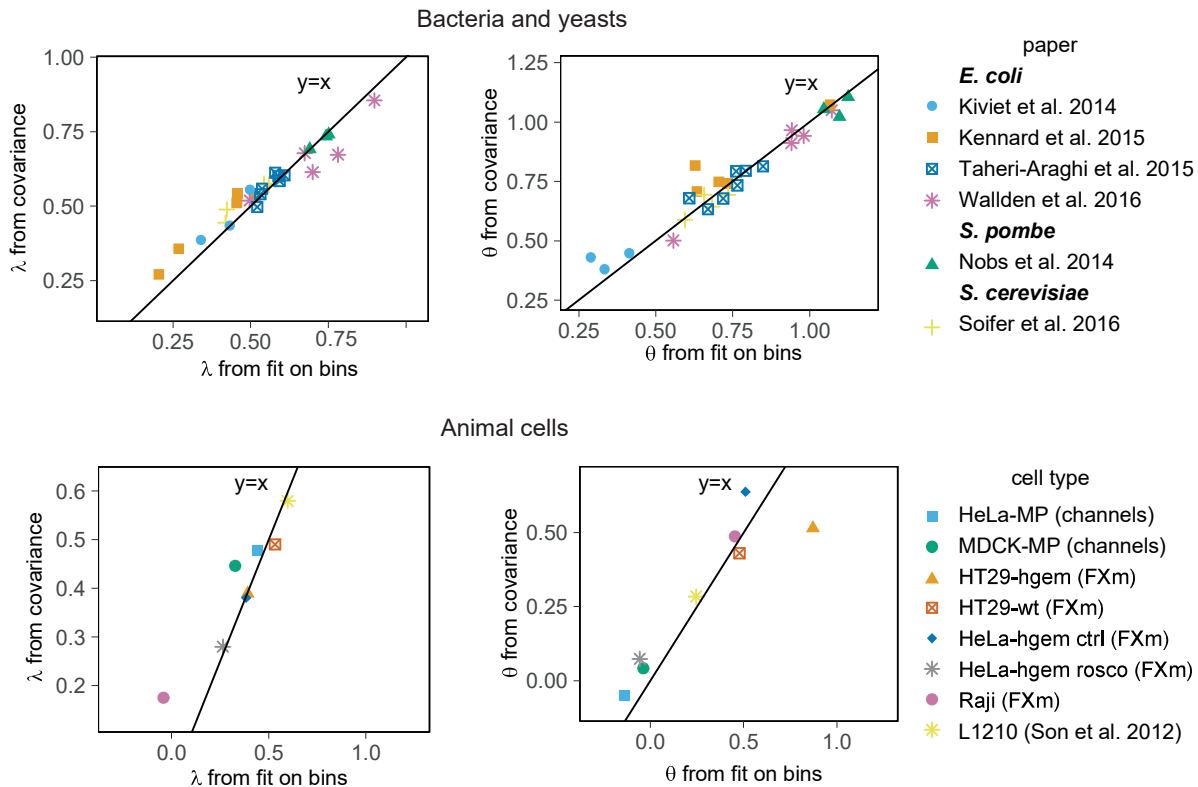 Bacteria and yeasts
1.00
0.75
0.50
0.25
λ from covariance
y=x
0.25 0.50 0.75
λ from fit on bins
1.25
1.00
0.75
0.50
0.25
θ from covariance
y=x
0.25 0.50 0.75 1.00
θ from fit on bins
paper
E. coli
Kiviet et al. 2014
Kennard et al. 2015
Taheri-Araghi et al. 2015
Wallden et al. 2016
S. pombe
Nobs et al. 2014
S. cerevisiae
Soifer et al. 2016
Animal cells
0.6
0.5
0.4
0.3
0.2
λ from covariance
y=x
0.0 0.5 1.0
λ from fit on bins
0.50
0.25
0.00
θ from covariance
y=x
0.0 0.5 1.0
θ from fit on bins
cell type
HeLa-MP (channels)
MDCK-MP (channels)
HT29-hgem (FXm)
HT29-wt (FXm)
HeLa-hgem ctrl (FXm)
HeLa-hgem rosco (FXm)
Raji (FXm)
L1210 (Son et al. 2012)